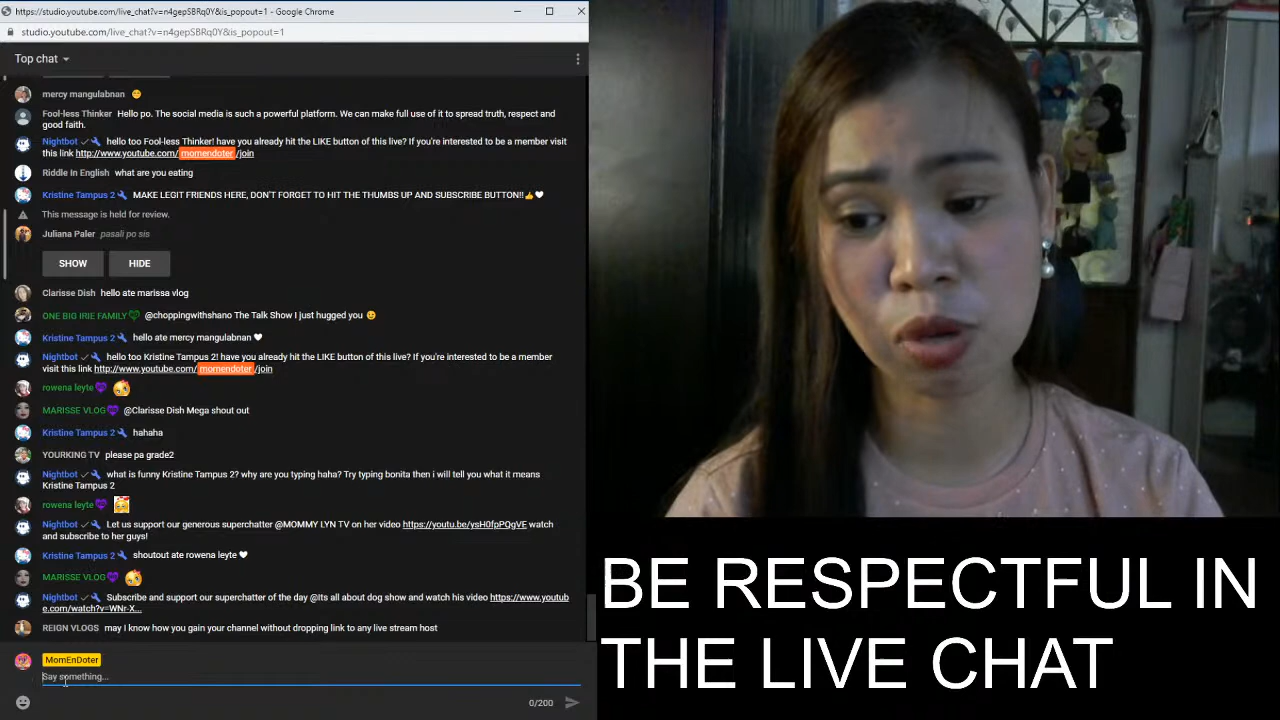 https://studio.youtube.com/live_chat?v=n4gepSBRq0Y&is_popout=1 - Google Chrome
studio.youtube.com/live_chat?v=n4gepSBRq0Y&is_popout=1
Top chat
mercy mangulabnan
Fool-less Thinker Hello po. The social media is such a powerful platform. We can make full use of it to spread truth, respect and
good faith.
Nightbot hello too Fool-less Thinker! have you already hit the LIKE button of this live? If you're interested to be a member visit
this link http://www.youtube.com/momendoter/join
Riddle In English what are you eating
Kristine Tampus 2 MAKE LEGIT FRIENDS HERE, DON'T FORGET TO HIT THE THUMBS UP AND SUBSCRIBE BUTTON!!👍🤍
This message is held for review.
Juliana Paler pasali po sis
SHOW HIDE
Clarisse Dish hello ate marissa vlog
ONE BIG IRIE FAMILY @choppingwithshano The Talk Show I just hugged you 😉
Kristine Tampus 2 hello ate mercy mangulabnan 🤍
Nightbot hello too Kristine Tampus 2! have you already hit the LIKE button of this live? If you're interested to be a member
visit this link http://www.youtube.com/momendoter/join
rowena leyte
MARISSE VLOG @Clarisse Dish Mega shout out
Kristine Tampus 2 hahaha
YOURKING TV please pa grade2
Nightbot what is funny Kristine Tampus 2? why are you typing haha? Try typing bonita then i will tell you what it means
Kristine Tampus 2
rowena leyte
Nightbot Let us support our generous superchatter @MOMMY LYN TV on her video https://youtu.be/ysH0fpPQgVE watch
and subscribe to her guys!
Kristine Tampus 2 shoutout ate rowena leyte 🤍
MARISSE VLOG
Nightbot Subscribe and support our superchatter of the day @Its all about dog show and watch his video https://www.youtub
e.com/watch?v=WNr-X...
REIGN VLOGS may I know how you gain your channel without dropping link to any live stream host
MomEnDoter
Say something...
0/200
BE RESPECTFUL IN
THE LIVE CHAT